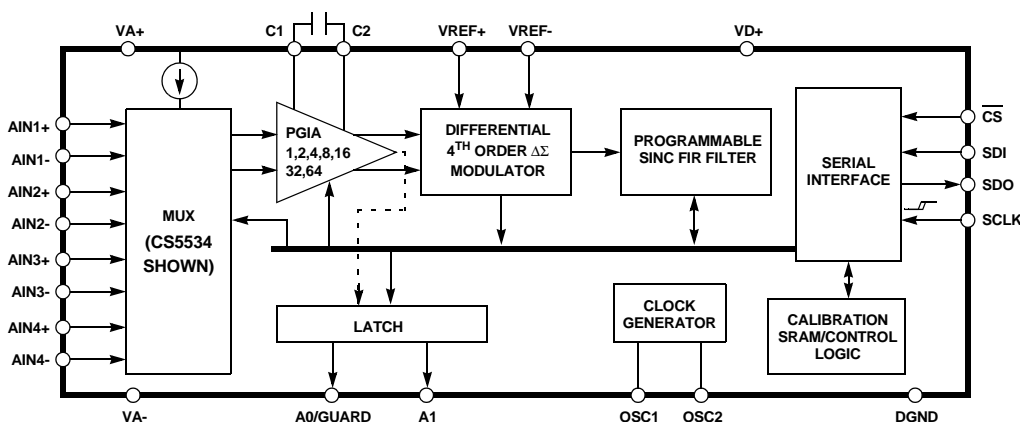 VA+
C1
C2
VREF+
VREF-
VD+
AIN1+
AIN1-
AIN2+
AIN2-
AIN3+
AIN3-
AIN4+
AIN4-
MUX
(CS5534
SHOWN)
PGIA
1,2,4,8,16
32,64
DIFFERENTIAL
4TH ORDER ΔΣ
MODULATOR
PROGRAMMABLE
SINC FIR FILTER
SERIAL
INTERFACE
CS
SDI
SDO
SCLK
LATCH
CLOCK
GENERATOR
CALIBRATION
SRAM/CONTROL
LOGIC
VA-
A0/GUARD
A1
OSC1
OSC2
DGND